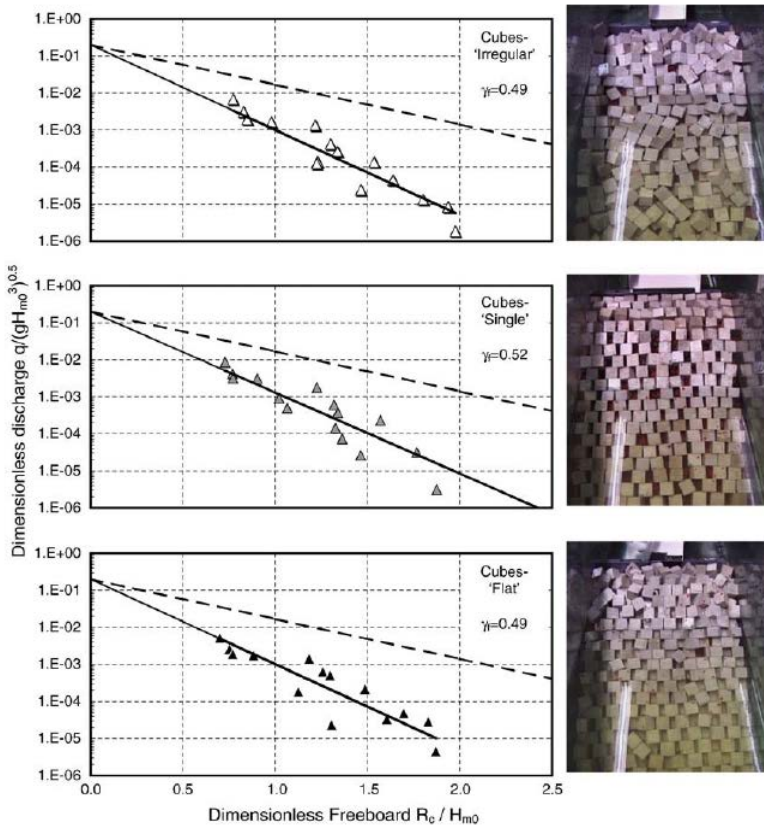 1.E+00
1.E-01
1.E-02
1.E-03
1.E-04
1.E-05
1.E-06
Cubes-
'Irregular'
γf=0.49
1.E+00
1.E-01
1.E-02
1.E-03
1.E-04
1.E-05
1.E-06
Cubes-
'Single'
γf=0.52
1.E+00
1.E-01
1.E-02
1.E-03
1.E-04
1.E-05
1.E-06
Cubes-
'Flat'
γf=0.49
Dimensionless discharge q/(gHm0³)^0.5
0.0 0.5 1.0 1.5 2.0 2.5
Dimensionless Freeboard Rc / Hm0